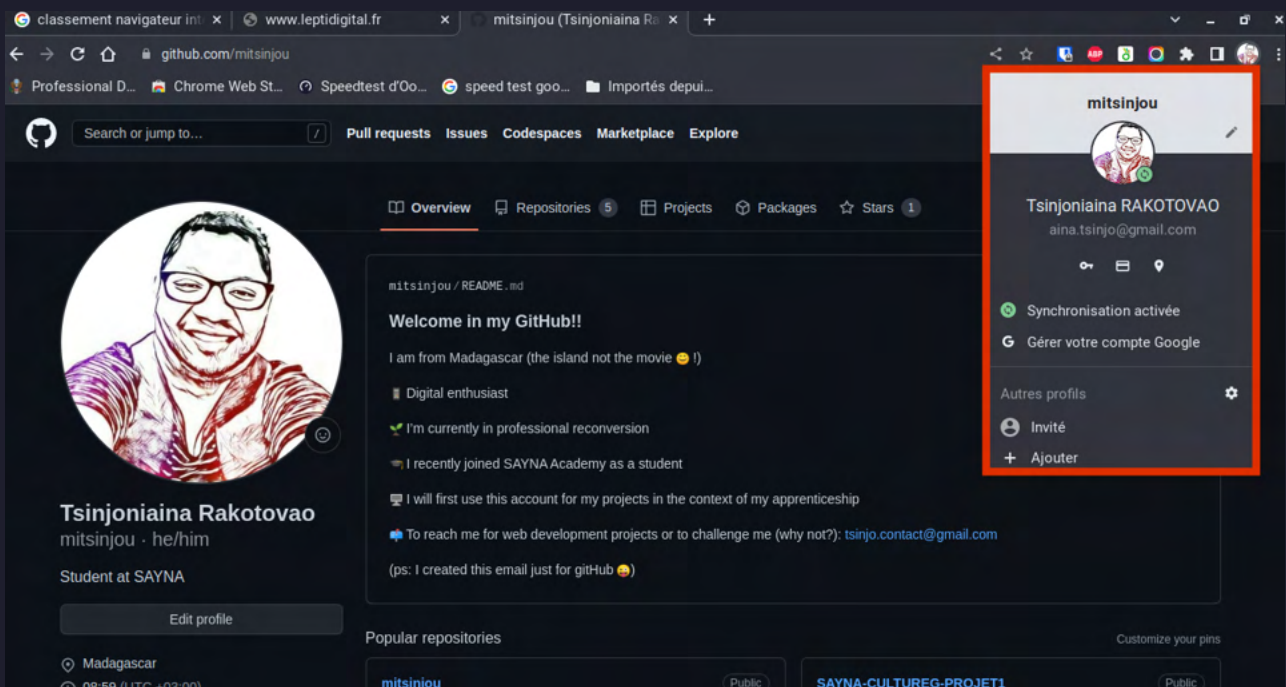 classement navigateur int
www.leptidigital.fr
mitsinjou (Tsinjoniaina Ra
github.com/mitsinjou
ABP
Professional D...
Chrome Web St...
Speedtest d'Oo...
speed test goo...
Importés depui...
Search or jump to...
/
Pull requests
Issues
Codespaces
Marketplace
Explore
Overview
Repositories 5
Projects
Packages
Stars 1
mitsinjou/README.md
Welcome in my GitHub!!
I am from Madagascar (the island not the movie 😄 !)
Digital enthusiast
I'm currently in professional reconversion
I recently joined SAYNA Academy as a student
I will first use this account for my projects in the context of my apprenticeship
To reach me for web development projects or to challenge me (why not?): tsinjo.contact@gmail.com
(ps: I created this email just for gitHub 😜)
Tsinjoniaina Rakotovao
mitsinjou · he/him
Student at SAYNA
Edit profile
Madagascar
08:59 (UTC +03:00)
Popular repositories
Customize your pins
mitsinjou
Public
SAYNA-CULTUREG-PROJET1
Public
mitsinjou
Tsinjoniaina RAKOTOVAO
aina.tsinjo@gmail.com
Synchronisation activée
G Gérer votre compte Google
Autres profils
Invité
+ Ajouter